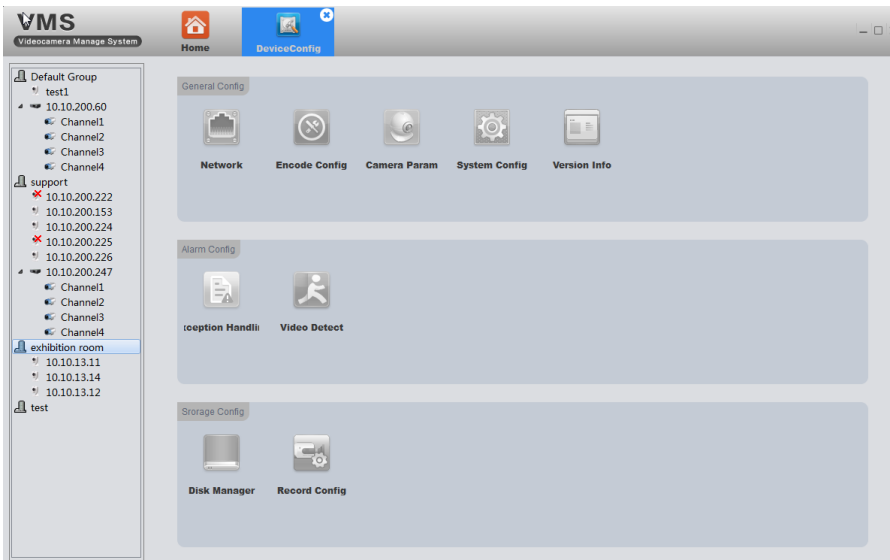 VMS
Videocamera Manage System
Home
DeviceConfig
Default Group
test1
10.10.200.60
Channel1
Channel2
Channel3
Channel4
support
10.10.200.222
10.10.200.153
10.10.200.224
10.10.200.225
10.10.200.226
10.10.200.247
Channel1
Channel2
Channel3
Channel4
exhibition room
10.10.13.11
10.10.13.14
10.10.13.12
test
General Config
Network Encode Config Camera Param System Config Version Info
Alarm Config
xception Handli Video Detect
Srorage Config
Disk Manager Record Config